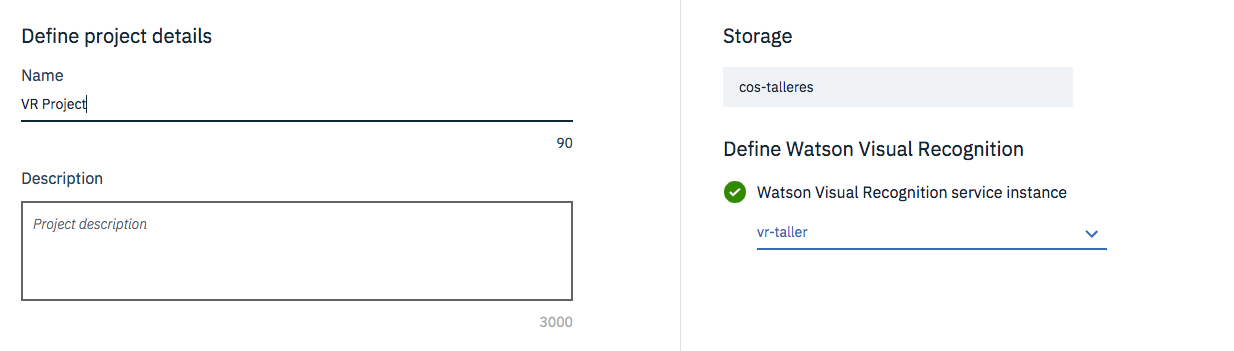 Define project details
Name
VR Project
90
Description
Project description
3000
Storage
cos-talleres
Define Watson Visual Recognition
Watson Visual Recognition service instance
vr-taller